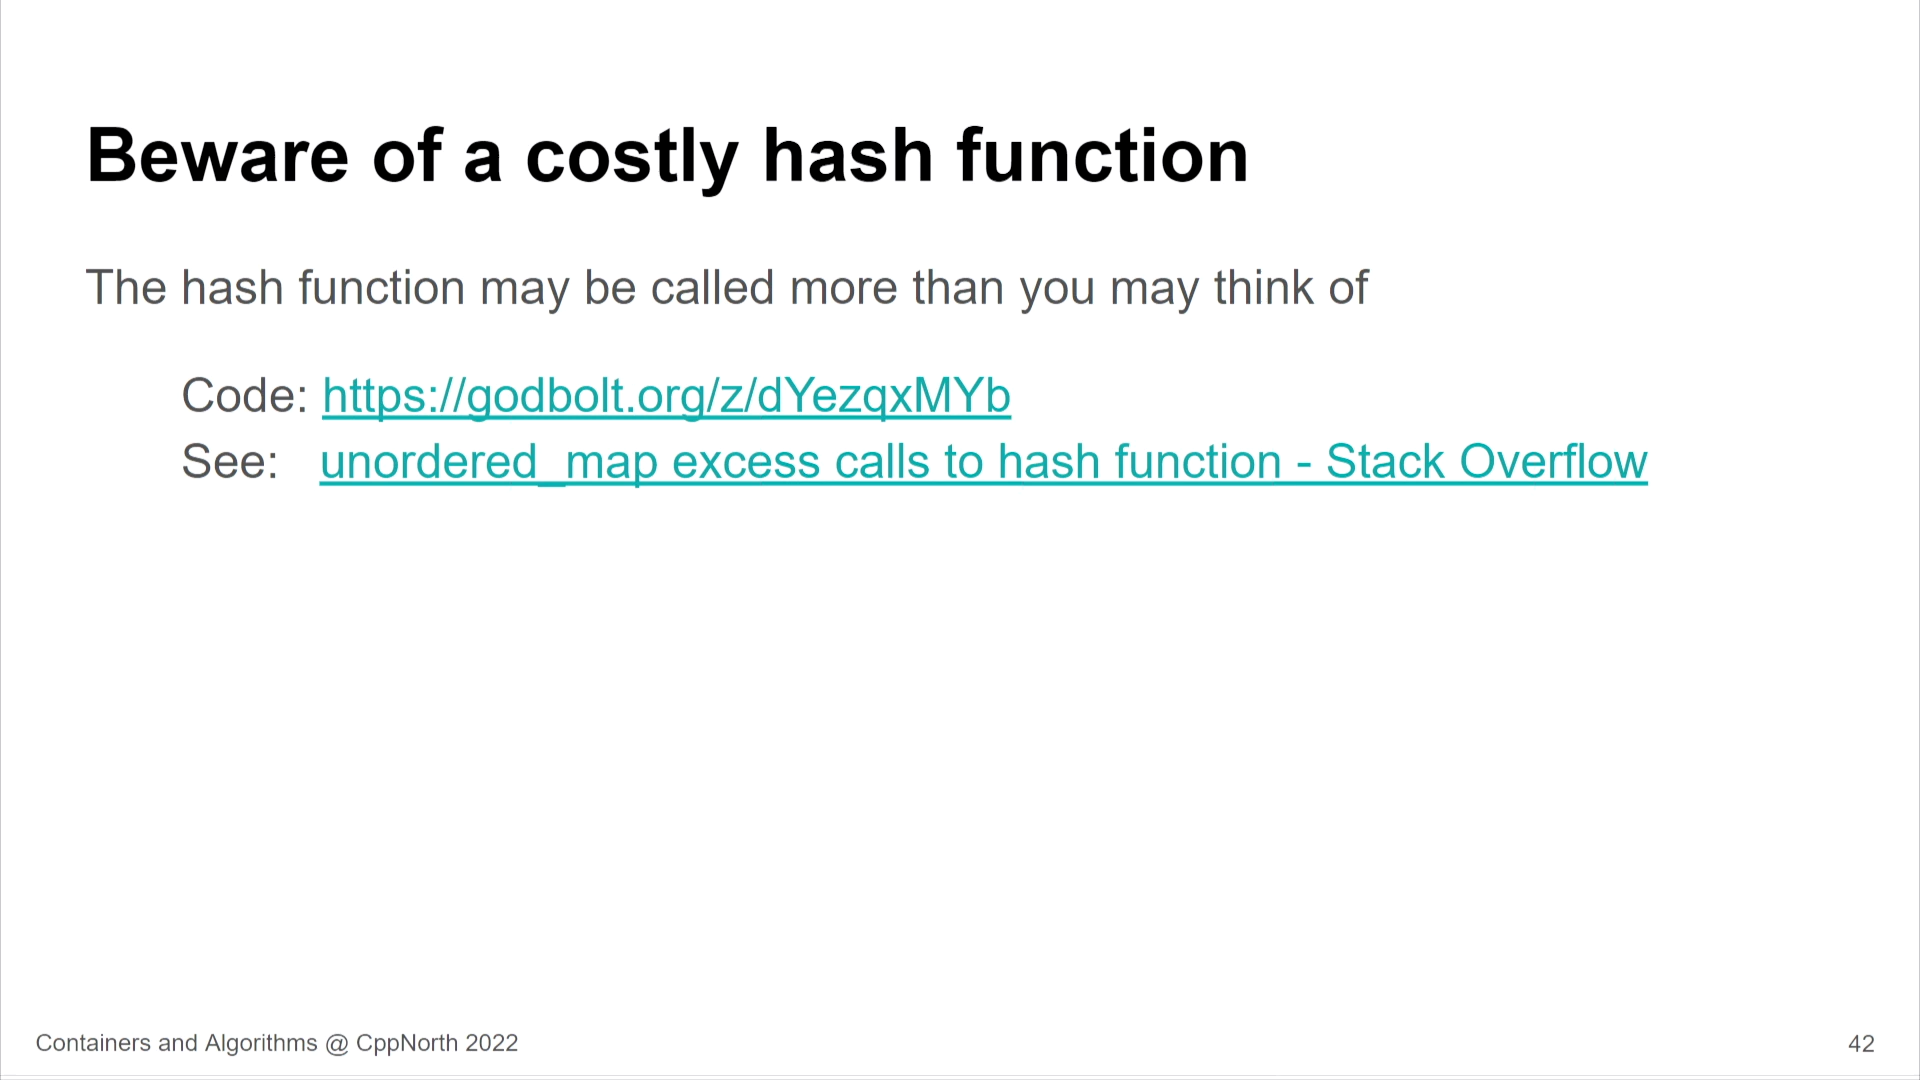 Beware of a costly hash function
The hash function may be called more than you may think of
Code: https://godbolt.org/z/dYezqxMYb
See: unordered_map excess calls to hash function - Stack Overflow
Containers and Algorithms @ CppNorth 2022
42